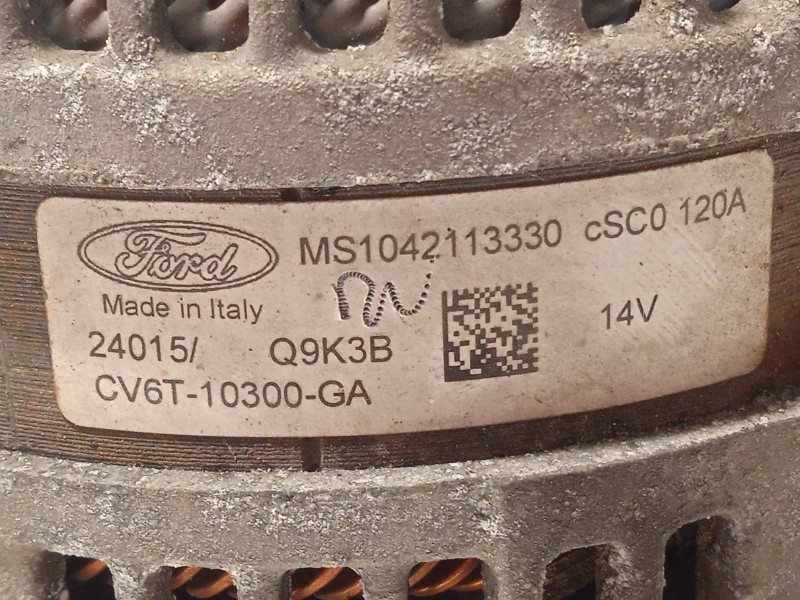 Ford MS1042113330 cSC0 120A
Made in Italy
14V
24015/ Q9K3B
CV6T-10300-GA